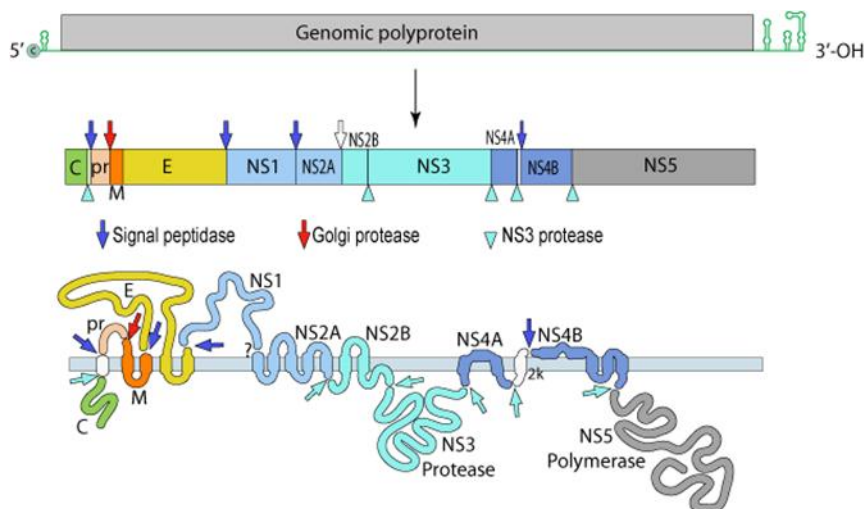 Genomic polyprotein
5' C 3'-OH
NS2B NS4A
C pr M E NS1 NS2A NS3 NS4B NS5
Signal peptidase Golgi protease NS3 protease
NS1
E
pr NS2A NS2B NS4A NS4B
?
2k
M
C
NS3
Protease
NS5
Polymerase